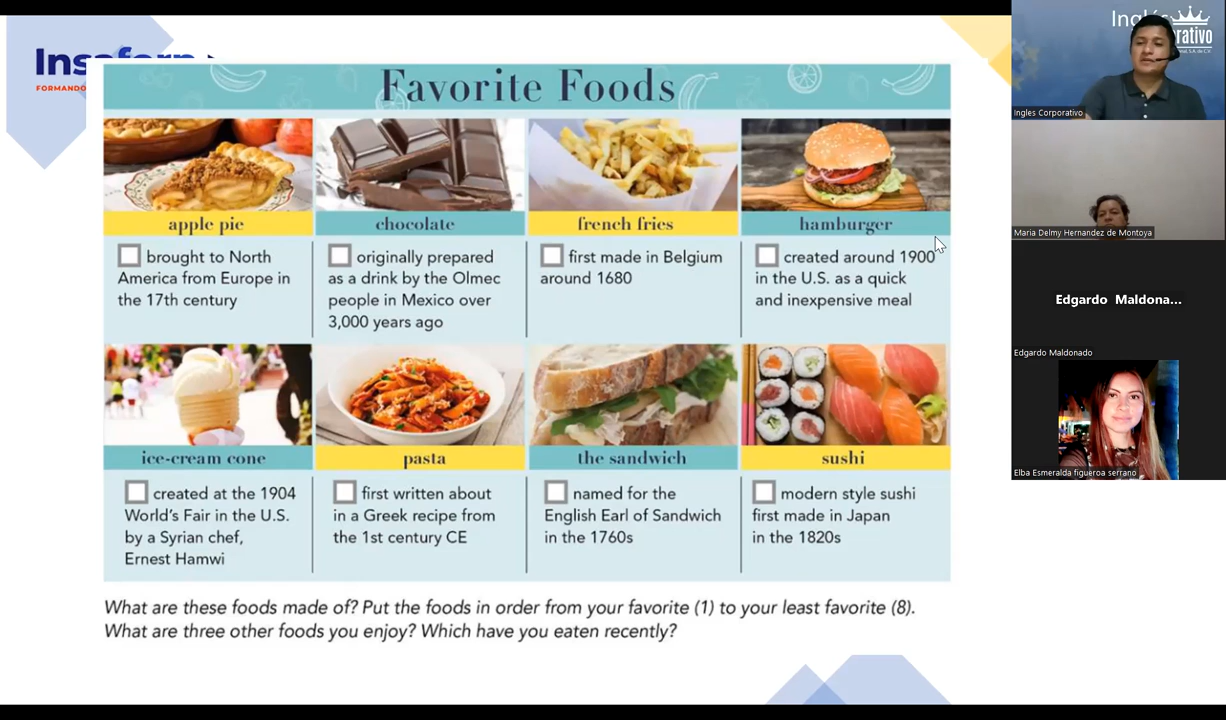 Favorite Foods
apple pie
chocolate
french fries
hamburger
brought to North
America from Europe in
the 17th century
originally prepared
as a drink by the Olmec
people in Mexico over
3,000 years ago
first made in Belgium
around 1680
created around 1900
in the U.S. as a quick
and inexpensive meal
ice-cream cone
pasta
the sandwich
sushi
created at the 1904
World's Fair in the U.S.
by a Syrian chef,
Ernest Hamwi
first written about
in a Greek recipe from
the 1st century CE
named for the
English Earl of Sandwich
in the 1760s
modern style sushi
first made in Japan
in the 1820s
What are these foods made of? Put the foods in order from your favorite (1) to your least favorite (8).
What are three other foods you enjoy? Which have you eaten recently?
FORMANDO
Ingles Corporativo
Maria Delmy Hernandez de Montoya
Edgardo Maldona...
Edgardo Maldonado
Elba Esmeralda figueroa serrano